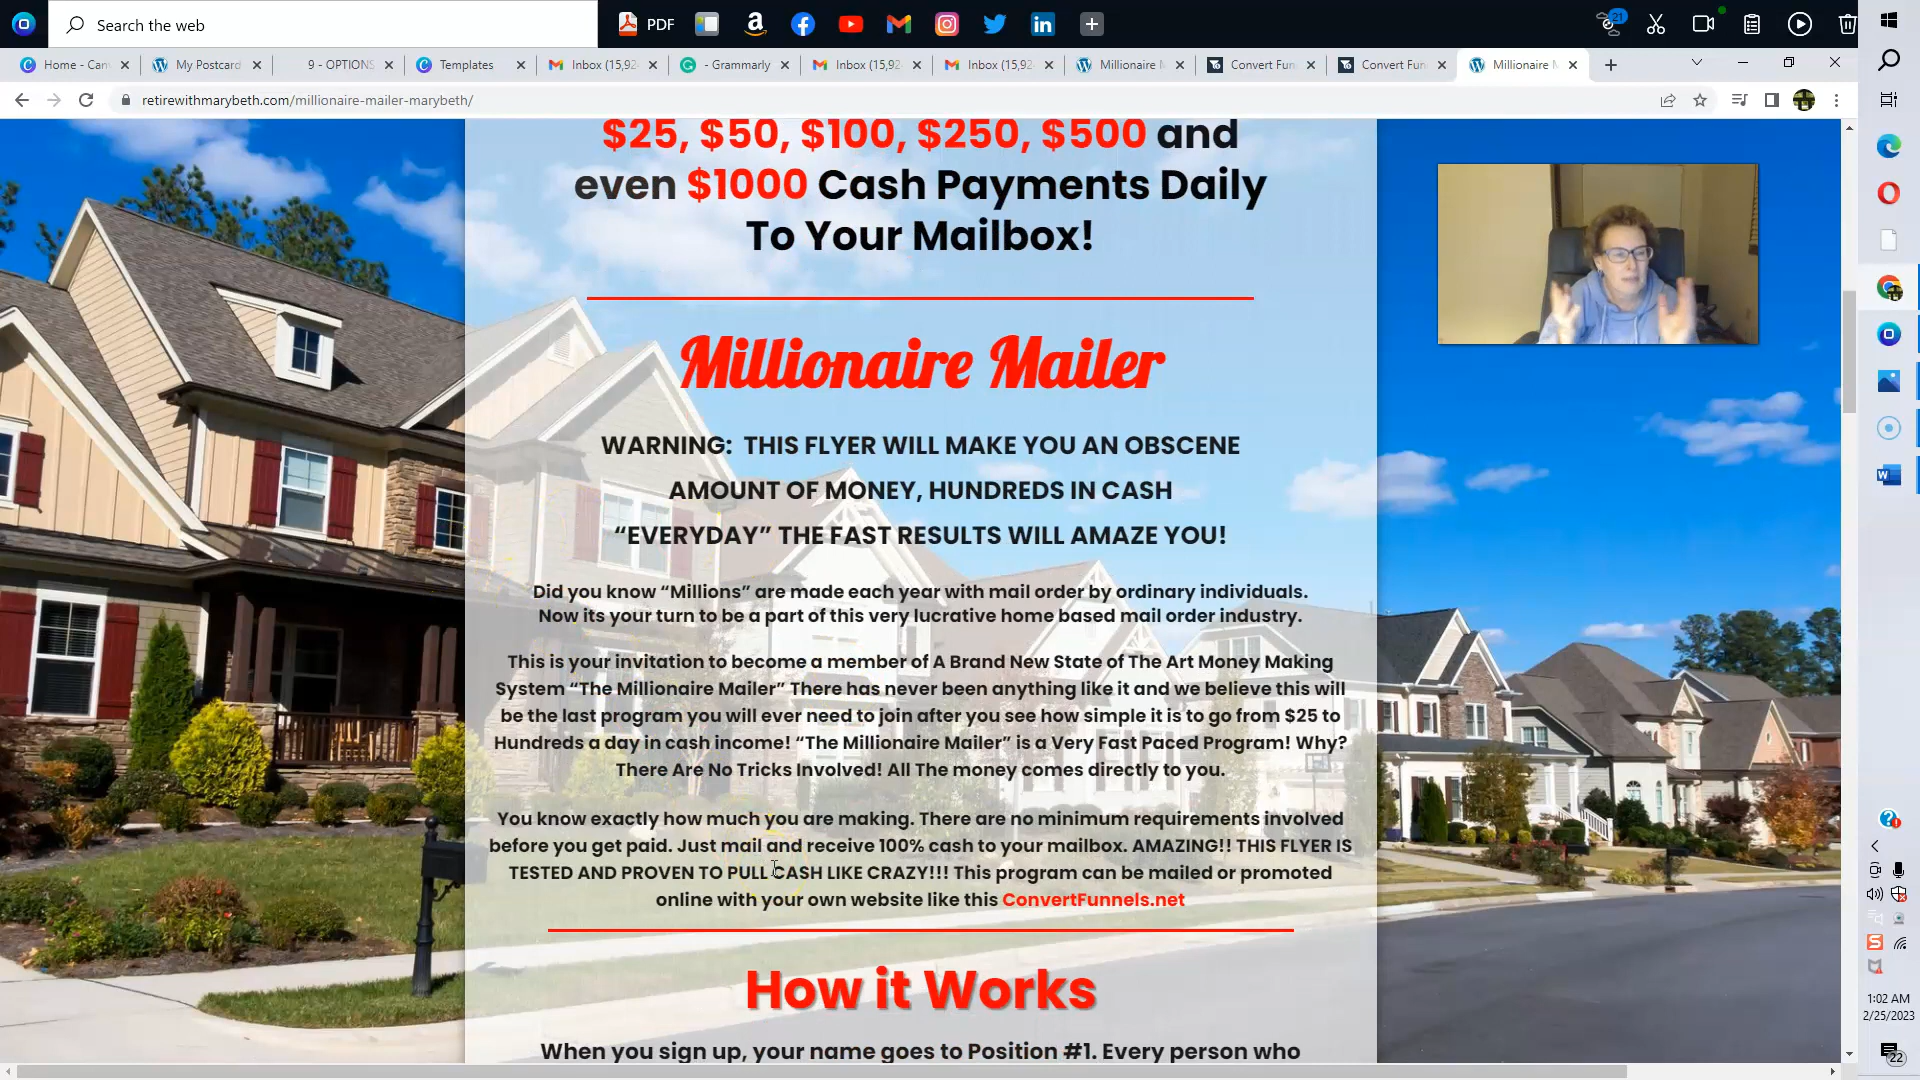 Search the web
PDF
21
Home - Can
My Postcard
9 - OPTIONS
Templates
Inbox (15,92
- Grammarly
Inbox (15,92
Inbox (15,92
Millionaire M
Convert Fun
Convert Fun
Millionaire M
retirewithmarybeth.com/millionaire-mailer-marybeth/
$25, $50, $100, $250, $500 and
even $1000 Cash Payments Daily
To Your Mailbox!
Millionaire Mailer
WARNING: THIS FLYER WILL MAKE YOU AN OBSCENE
AMOUNT OF MONEY, HUNDREDS IN CASH
“EVERYDAY” THE FAST RESULTS WILL AMAZE YOU!
Did you know “Millions” are made each year with mail order by ordinary individuals.
Now its your turn to be a part of this very lucrative home based mail order industry.
This is your invitation to become a member of A Brand New State of The Art Money Making
System “The Millionaire Mailer” There has never been anything like it and we believe this will
be the last program you will ever need to join after you see how simple it is to go from $25 to
Hundreds a day in cash income! “The Millionaire Mailer” is a Very Fast Paced Program! Why?
There Are No Tricks Involved! All The money comes directly to you.
You know exactly how much you are making. There are no minimum requirements involved
before you get paid. Just mail and receive 100% cash to your mailbox. AMAZING!! THIS FLYER IS
TESTED AND PROVEN TO PULL CASH LIKE CRAZY!!! This program can be mailed or promoted
online with your own website like this ConvertFunnels.net
How it Works
When you sign up, your name goes to Position #1. Every person who
1:02 AM
2/25/2023
22